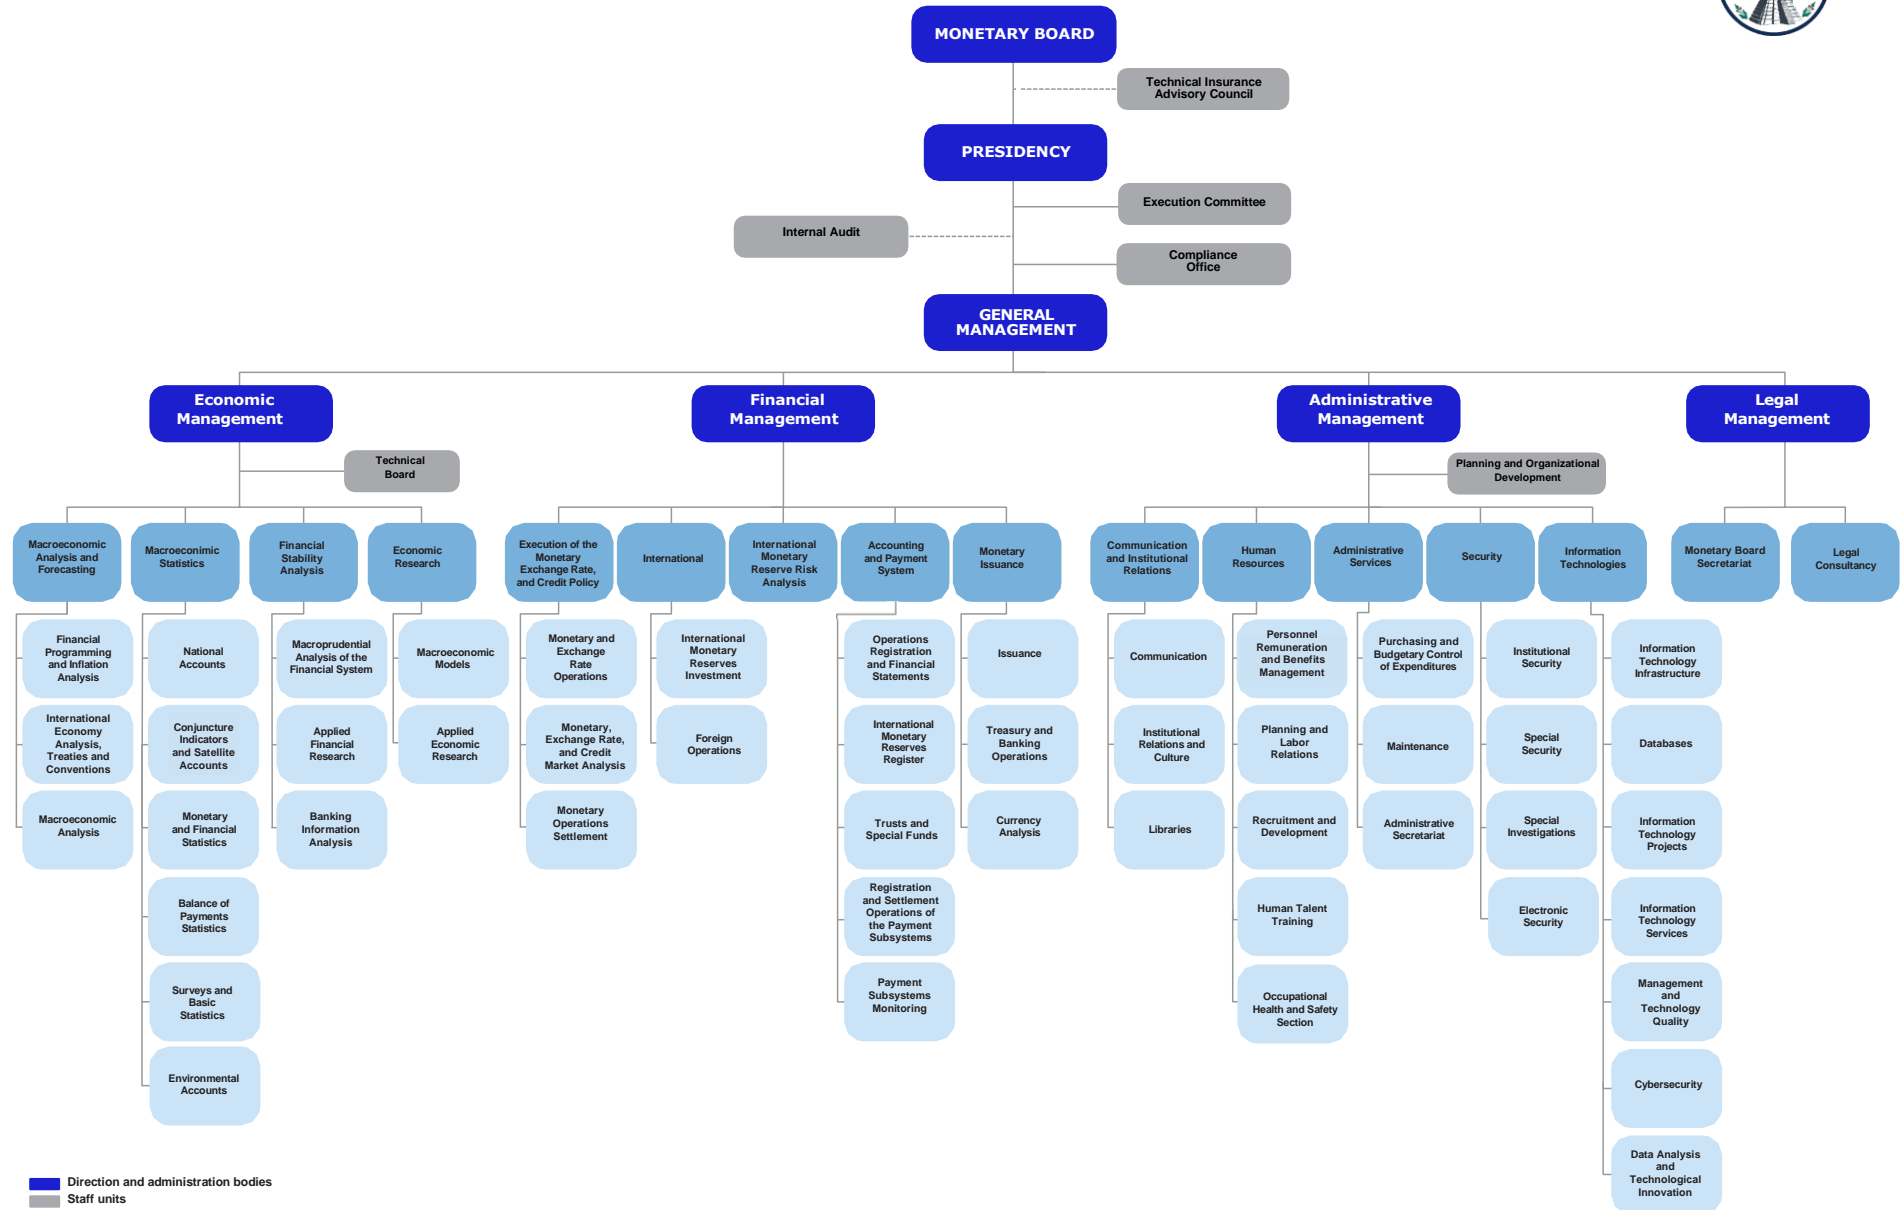 MONETARY BOARD
Technical Insurance
Advisory Council
PRESIDENCY
Execution Committee
Internal Audit
Compliance
Office
GENERAL
MANAGEMENT
Economic
Management
Financial
Management
Administrative
Management
Legal
Management
Technical
Board
Planning and Organizational
Development
Macroeconomic
Analysis and
Forecasting
Macroeconimic
Statistics
Financial
Stability
Analysis
Economic
Research
Execution of the
Monetary
Exchange Rate,
and Credit Policy
International
International
Monetary
Reserve Risk
Analysis
Accounting
and Payment
System
Monetary
Issuance
Communication
and Institutional
Relations
Human
Resources
Administrative
Services
Security
Information
Technologies
Monetary Board
Secretariat
Legal
Consultancy
Financial
Programming
and Inflation
Analysis
International
Economy
Analysis,
Treaties and
Conventions
Macroeconomic
Analysis
National
Accounts
Conjuncture
Indicators
and Satellite
Accounts
Monetary
and Financial
Statistics
Balance of
Payments
Statistics
Surveys and
Basic
Statistics
Environmental
Accounts
Macroprudential
Analysis of the
Financial System
Applied
Financial
Research
Banking
Information
Analysis
Macroeconomic
Models
Applied
Economic
Research
Monetary and
Exchange
Rate
Operations
Monetary,
Exchange Rate,
and Credit
Market Analysis
Monetary
Operations
Settlement
International
Monetary
Reserves
Investment
Foreign
Operations
Operations
Registration
and Financial
Statements
International
Monetary
Reserves
Register
Trusts and
Special Funds
Registration
and Settlement
Operations of
the Payment
Subsystems
Payment
Subsystems
Monitoring
Issuance
Treasury and
Banking
Operations
Currency
Analysis
Communication
Institutional
Relations and
Culture
Libraries
Personnel
Remuneration
and Benefits
Management
Planning and
Labor
Relations
Recruitment and
Development
Human Talent
Training
Occupational
Health and Safety
Section
Purchasing and
Budgetary Control
of Expenditures
Maintenance
Administrative
Secretariat
Institutional
Security
Special
Security
Special
Investigations
Electronic
Security
Information
Technology
Infrastructure
Databases
Information
Technology
Projects
Information
Technology
Services
Management
and
Technology
Quality
Cybersecurity
Data Analysis
and
Technological
Innovation
Direction and administration bodies
Staff units